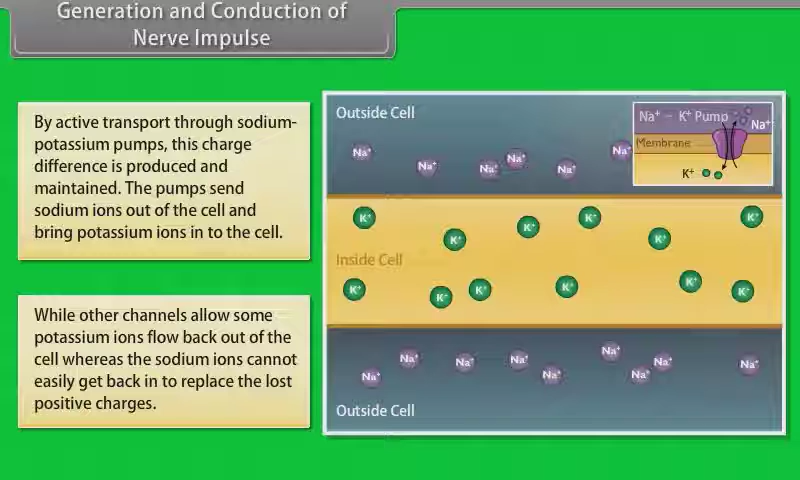 Generation and Conduction of
Nerve Impulse
By active transport through sodium-
potassium pumps, this charge
difference is produced and
maintained. The pumps send
sodium ions out of the cell and
bring potassium ions in to the cell.
While other channels allow some
potassium ions flow back out of the
cell whereas the sodium ions cannot
easily get back in to replace the lost
positive charges.
Outside Cell
Na⁺ – K⁺ Pump
Na⁺
Membrane
K⁺
Na⁺ Na⁺ Na⁺ Na⁺ Na⁺ Na⁺
K⁺ K⁺ K⁺ K⁺ K⁺ K⁺
Inside Cell
K⁺ K⁺ K⁺ K⁺ K⁺ K⁺
Na⁺ Na⁺ Na⁺ Na⁺ Na⁺ Na⁺ Na⁺ Na⁺ Na⁺
Outside Cell